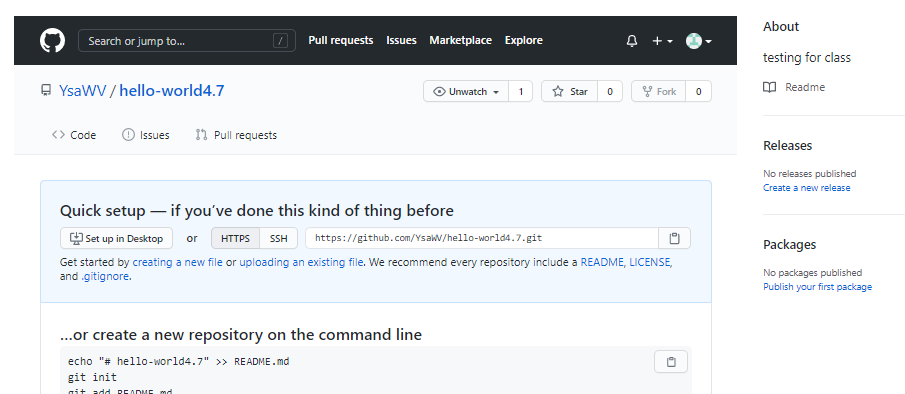 Search or jump to... /
Pull requests Issues Marketplace Explore
YsaWV / hello-world4.7
Unwatch 1 Star 0 Fork 0
Code Issues Pull requests
Quick setup — if you've done this kind of thing before
Set up in Desktop or HTTPS SSH https://github.com/YsaWV/hello-world4.7.git
Get started by creating a new file or uploading an existing file. We recommend every repository include a README, LICENSE,
and .gitignore.
...or create a new repository on the command line
echo "# hello-world4.7" >> README.md
git init
git add README.md
About
testing for class
Readme
Releases
No releases published
Create a new release
Packages
No packages published
Publish your first package